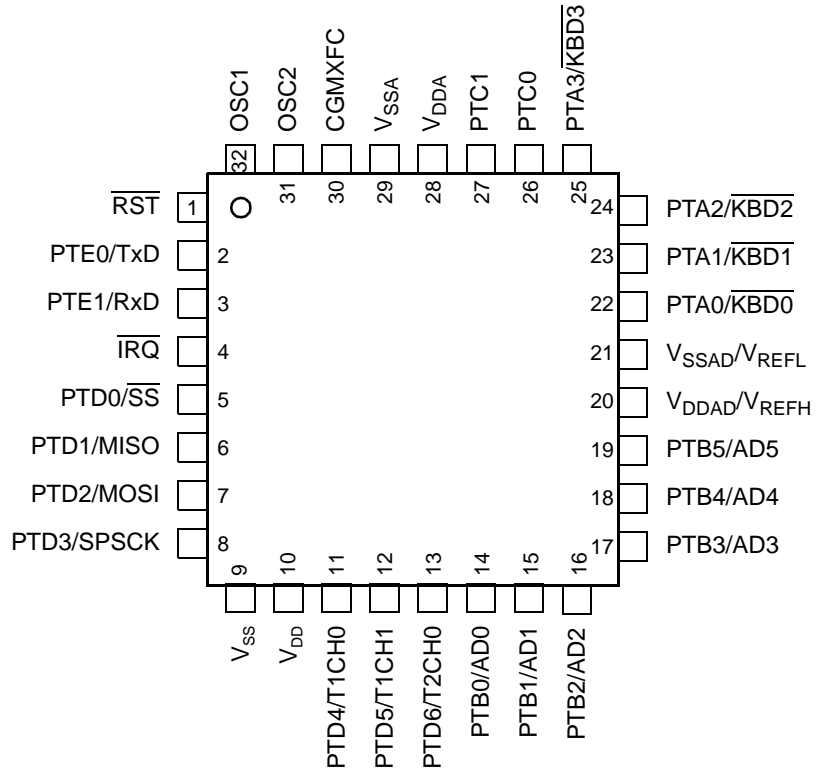 OSC1
OSC2
CGMXFC
VSSA
VDDA
PTC1
PTC0
PTA3/KBD3
32
31
30
29
28
27
26
25
RST 1
PTE0/TxD 2
PTE1/RxD 3
IRQ 4
PTD0/SS 5
PTD1/MISO 6
PTD2/MOSI 7
PTD3/SPSCK 8
24 PTA2/KBD2
23 PTA1/KBD1
22 PTA0/KBD0
21 VSSAD/VREFL
20 VDDAD/VREFH
19 PTB5/AD5
18 PTB4/AD4
17 PTB3/AD3
9
10
11
12
13
14
15
16
VSS
VDD
PTD4/T1CH0
PTD5/T1CH1
PTD6/T2CH0
PTB0/AD0
PTB1/AD1
PTB2/AD2